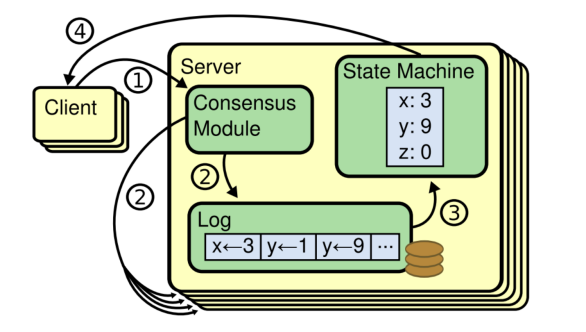 ④
①
Server
State Machine
Client
Consensus
Module
x: 3
y: 9
z: 0
②
②
③
Log
x←3 y←1 y←9 ...